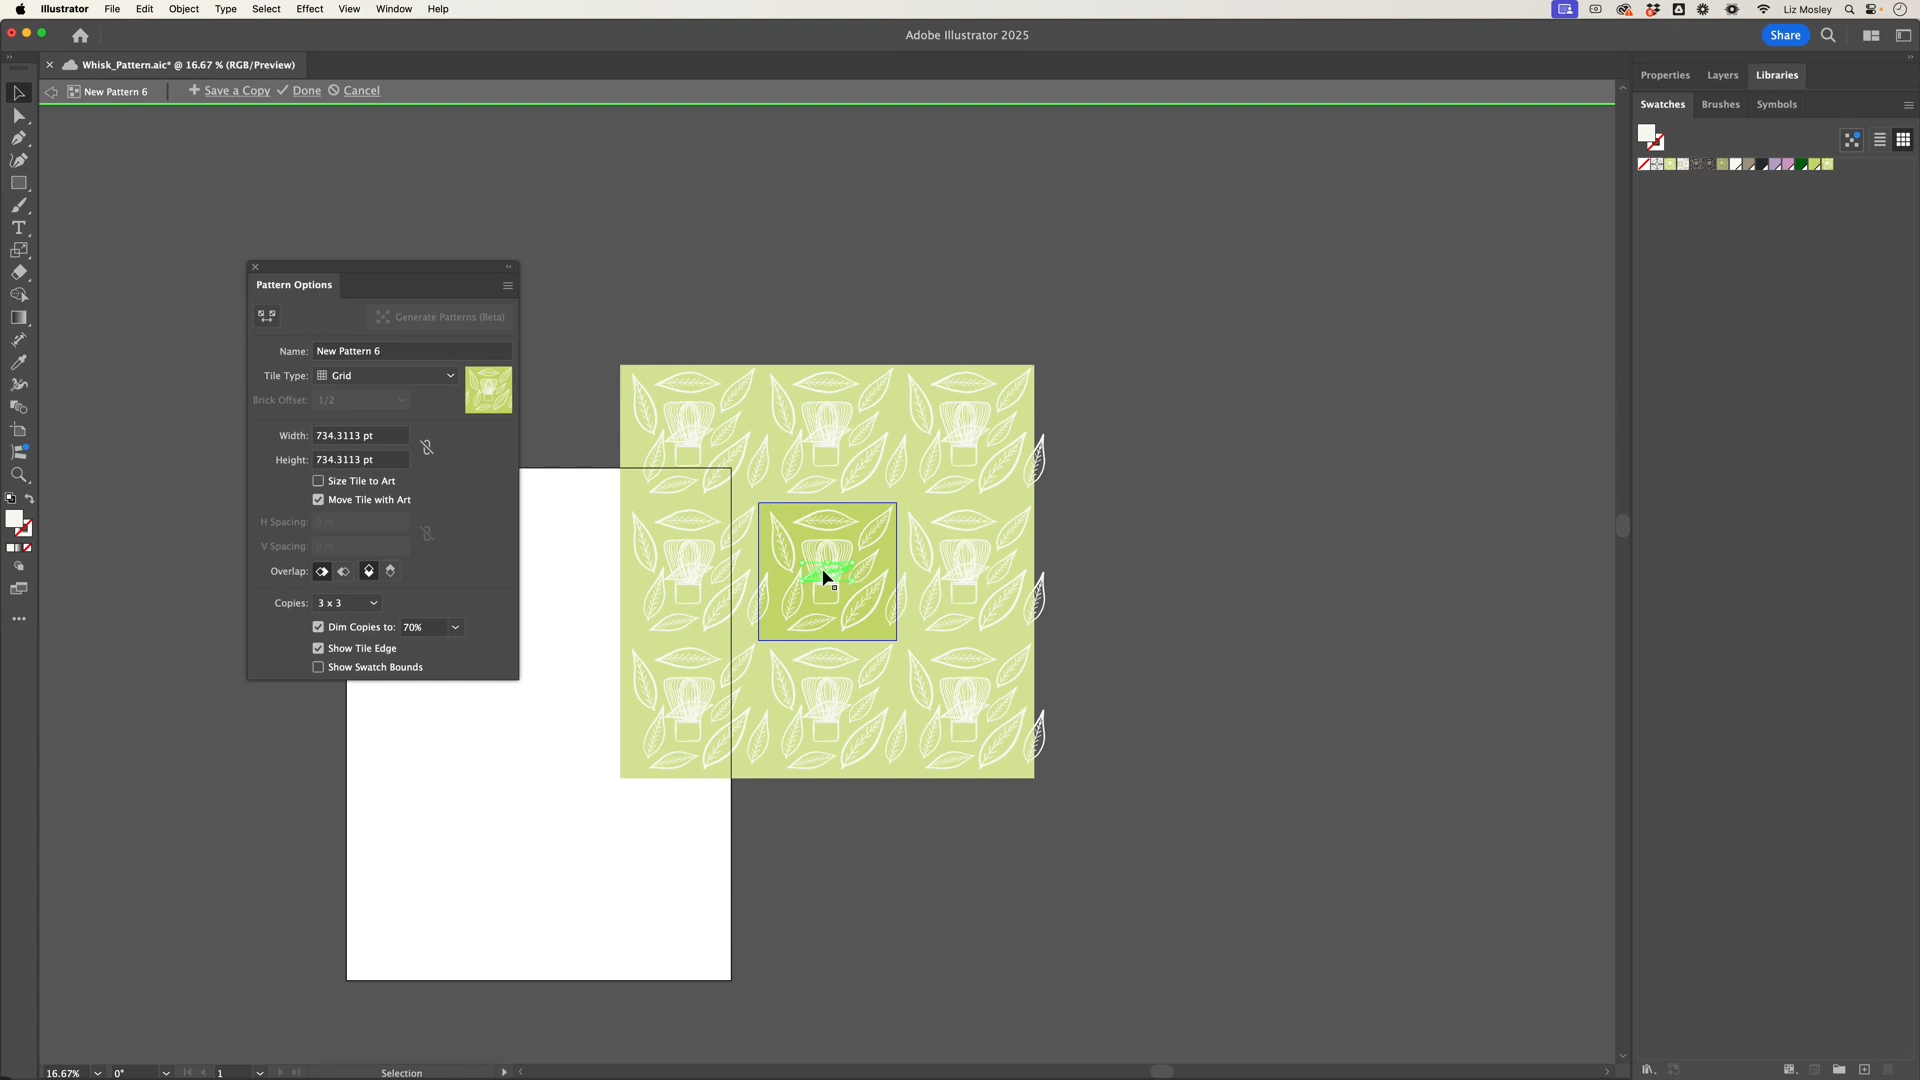 Illustrator File Edit Object Type Select Effect View Window Help Liz Mosley
Adobe Illustrator 2025
Share
Whisk_Pattern.aic* @ 16.67 % (RGB/Preview)
Properties Layers Libraries
New Pattern 6 Save a Copy Done Cancel
Swatches Brushes Symbols
Pattern Options
Generate Patterns (Beta)
Name: New Pattern 6
Tile Type: Grid
Brick Offset: 1/2
Width: 734.3113 pt
Height: 734.3113 pt
Size Tile to Art
Move Tile with Art
H Spacing: 0 pt
V Spacing: 0 pt
Overlap:
Copies: 3 x 3
Dim Copies to: 70%
Show Tile Edge
Show Swatch Bounds
16.67% 0° 1 Selection